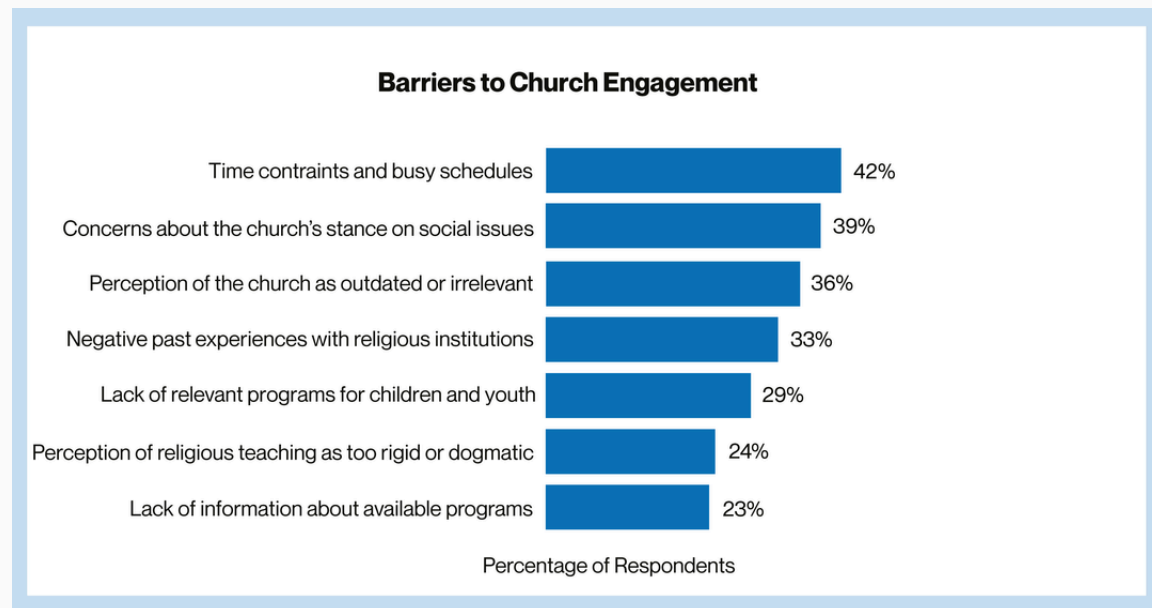 Barriers to Church Engagement
Time contraints and busy schedules 42%
Concerns about the church’s stance on social issues 39%
Perception of the church as outdated or irrelevant 36%
Negative past experiences with religious institutions 33%
Lack of relevant programs for children and youth 29%
Perception of religious teaching as too rigid or dogmatic 24%
Lack of information about available programs 23%
Percentage of Respondents